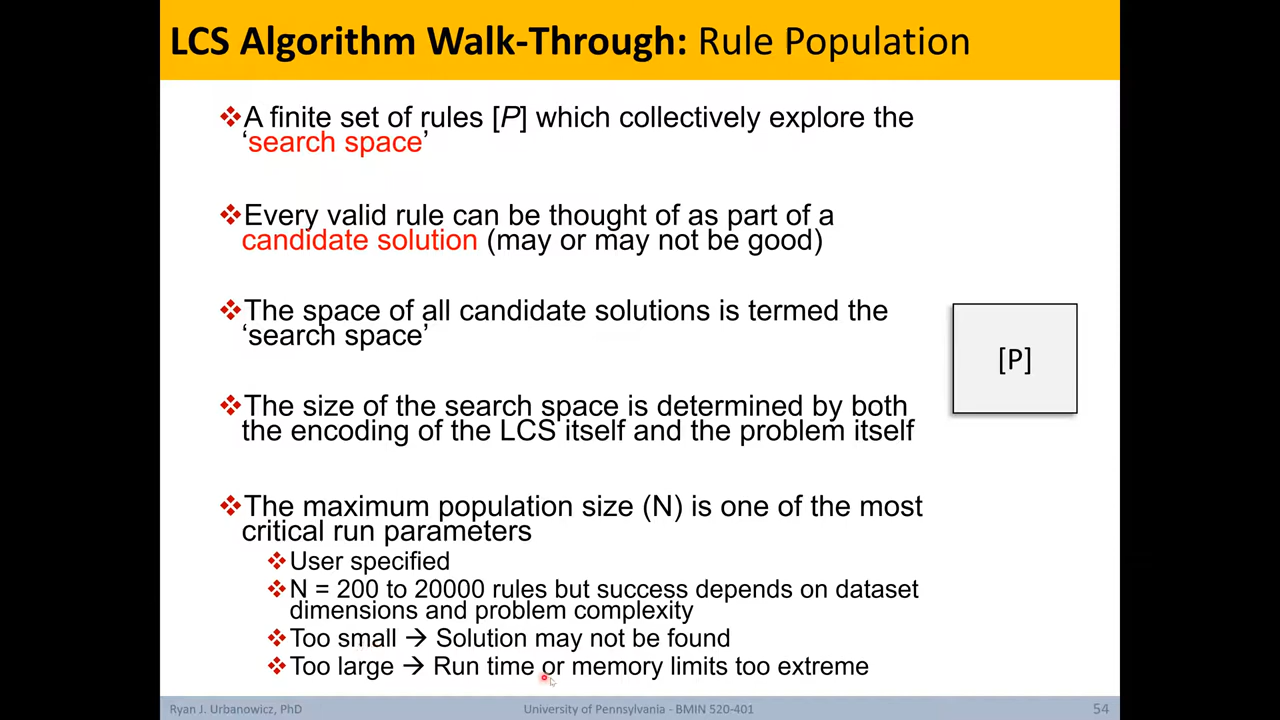 LCS Algorithm Walk-Through: Rule Population
❖A finite set of rules [P] which collectively explore the
‘search space’
❖Every valid rule can be thought of as part of a
candidate solution (may or may not be good)
❖The space of all candidate solutions is termed the
‘search space’
❖The size of the search space is determined by both
the encoding of the LCS itself and the problem itself
❖The maximum population size (N) is one of the most
critical run parameters
❖User specified
❖N = 200 to 20000 rules but success depends on dataset
dimensions and problem complexity
❖Too small → Solution may not be found
❖Too large → Run time or memory limits too extreme
[P]
Ryan J. Urbanowicz, PhD
University of Pennsylvania - BMIN 520-401
54